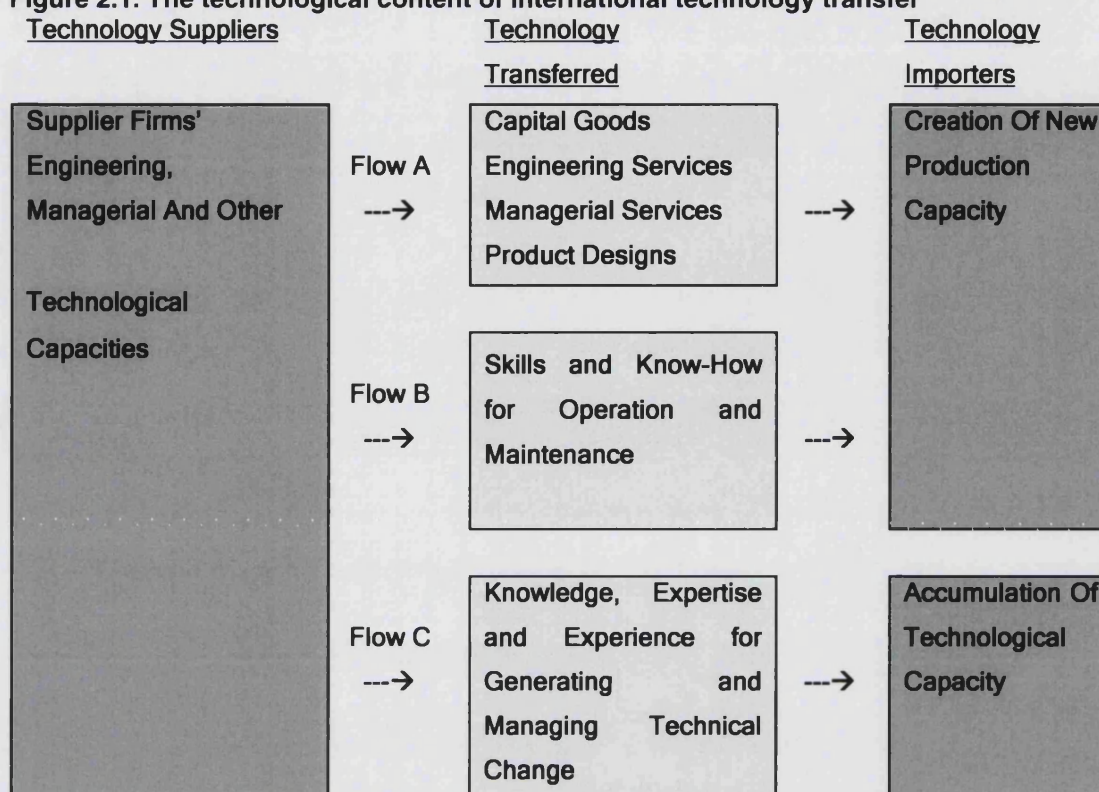 Figure 2.1: The technological content of international technology transfer
Technology Suppliers
Technology
Transferred
Technology
Importers
Supplier Firms'
Engineering,
Managerial And Other
Technological
Capacities
Flow A
---→
Capital Goods
Engineering Services
Managerial Services
Product Designs
---→
Creation Of New
Production
Capacity
Flow B
---→
Skills and Know-How
for Operation and
Maintenance
---→
Flow C
---→
Knowledge, Expertise
and Experience for
Generating and
Managing Technical
Change
---→
Accumulation Of
Technological
Capacity